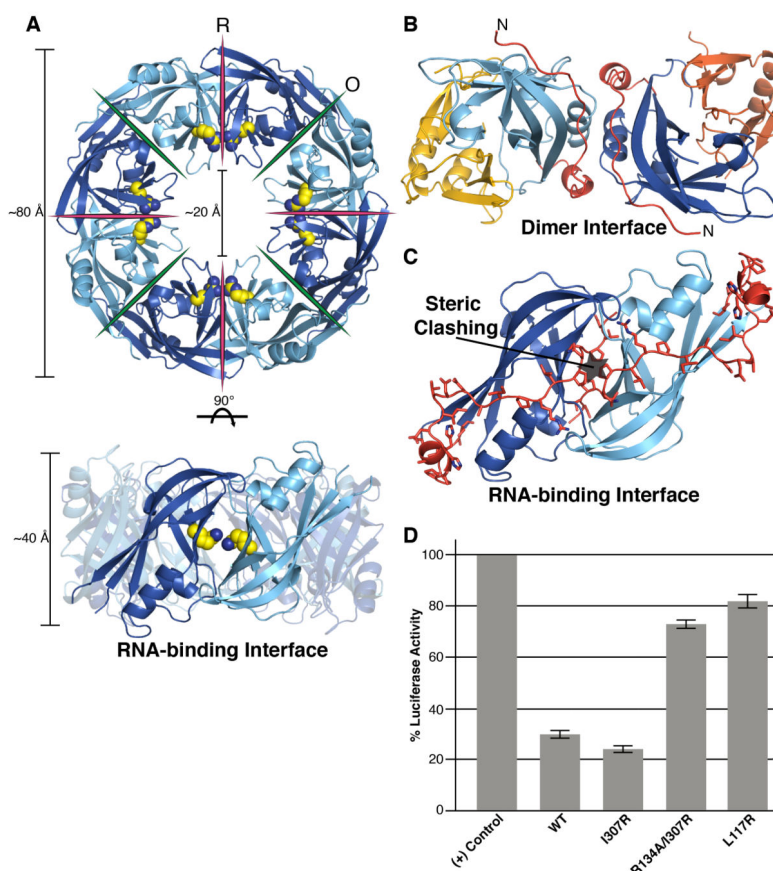 A
R
O
~80 Å
~20 Å
90°
~40 Å
RNA-binding Interface
B
N
N
Dimer Interface
C
Steric
Clashing
RNA-binding Interface
D
% Luciferase Activity
100
80
60
40
20
0
(+) Control
WT
I307R
R134A/I307R
L117R